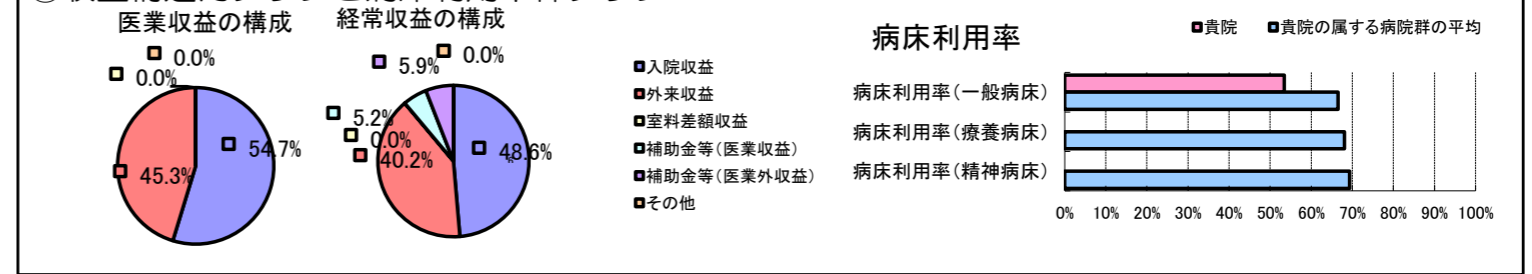 医業収益の構成
0.0%
0.0%
54.7%
45.3%
経常収益の構成
0.0%
5.9%
5.2%
0.0%
40.2%
48.6%
入院収益
外来収益
室料差額収益
補助金等(医業収益)
補助金等(医業外収益)
その他
病床利用率
貴院 貴院の属する病院群の平均
病床利用率(一般病床)
病床利用率(療養病床)
病床利用率(精神病床)
0% 10% 20% 30% 40% 50% 60% 70% 80% 90% 100%